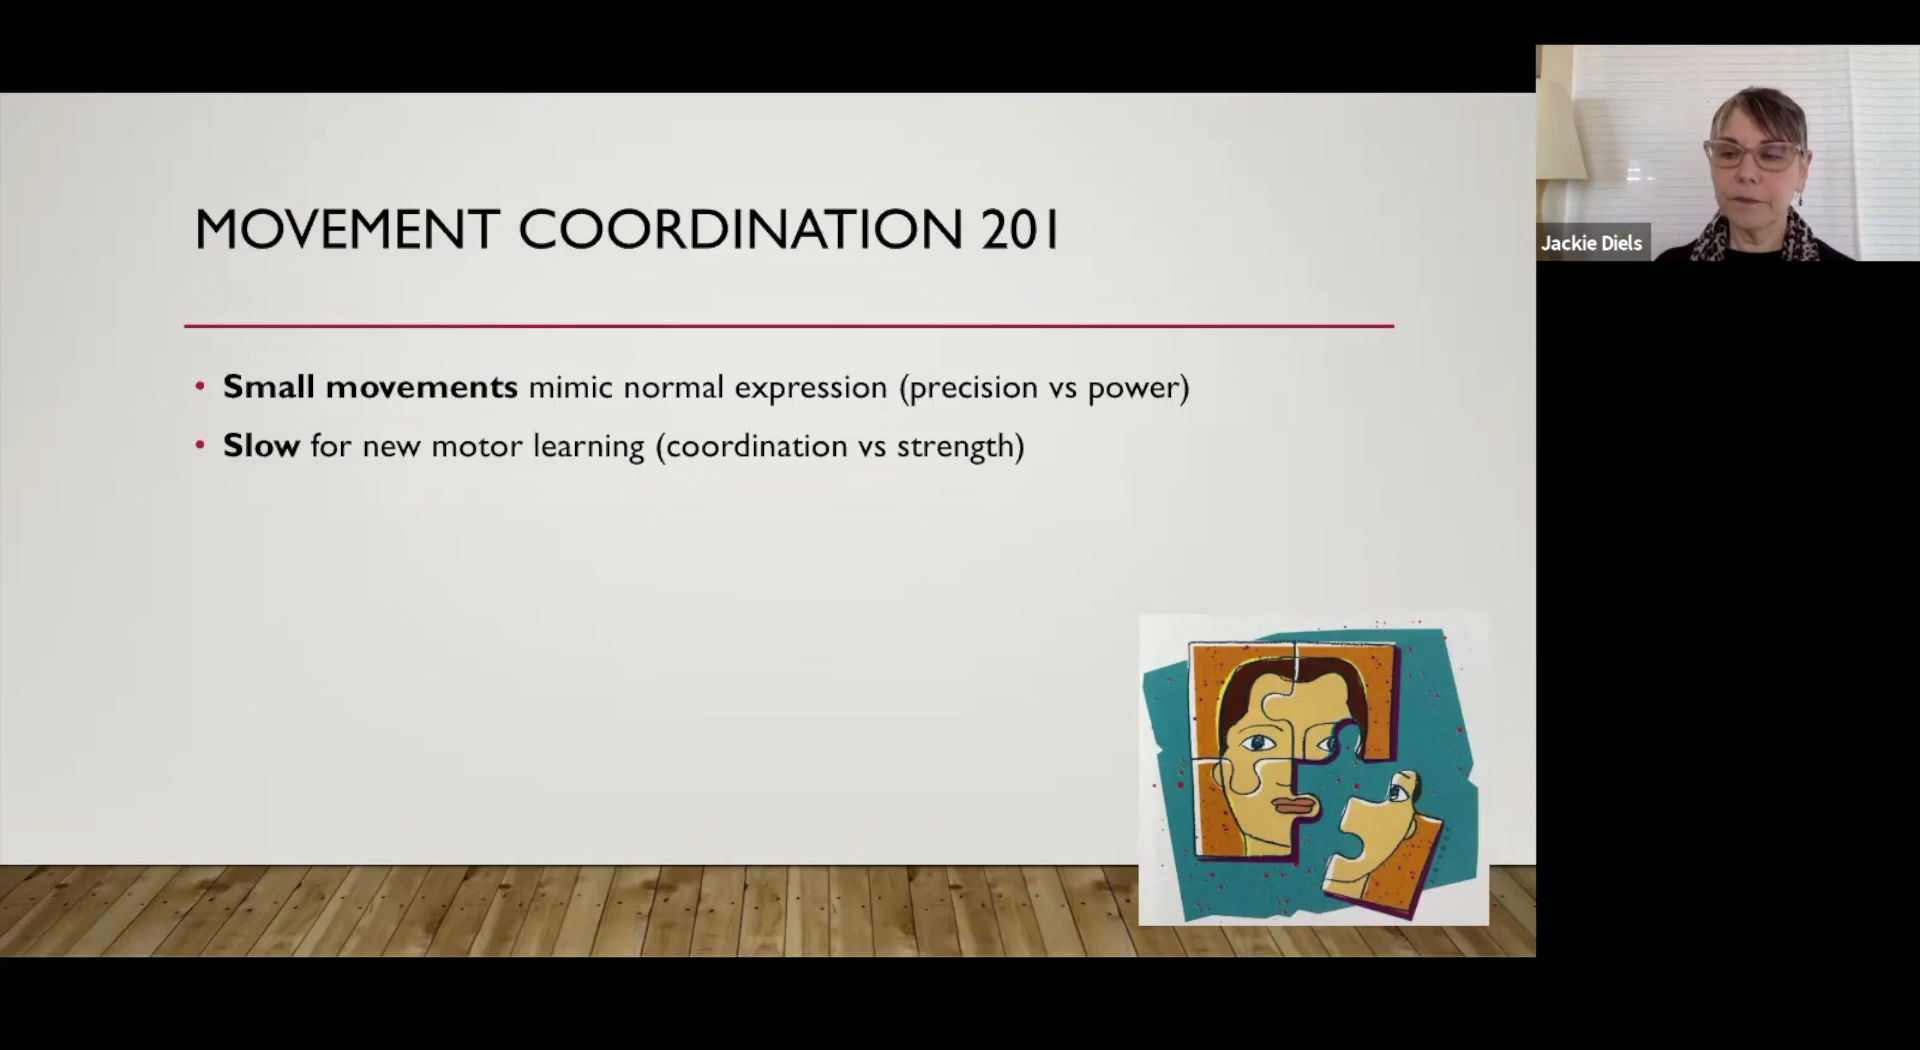 MOVEMENT COORDINATION 201
• Small movements mimic normal expression (precision vs power)
• Slow for new motor learning (coordination vs strength)
Jackie Diels